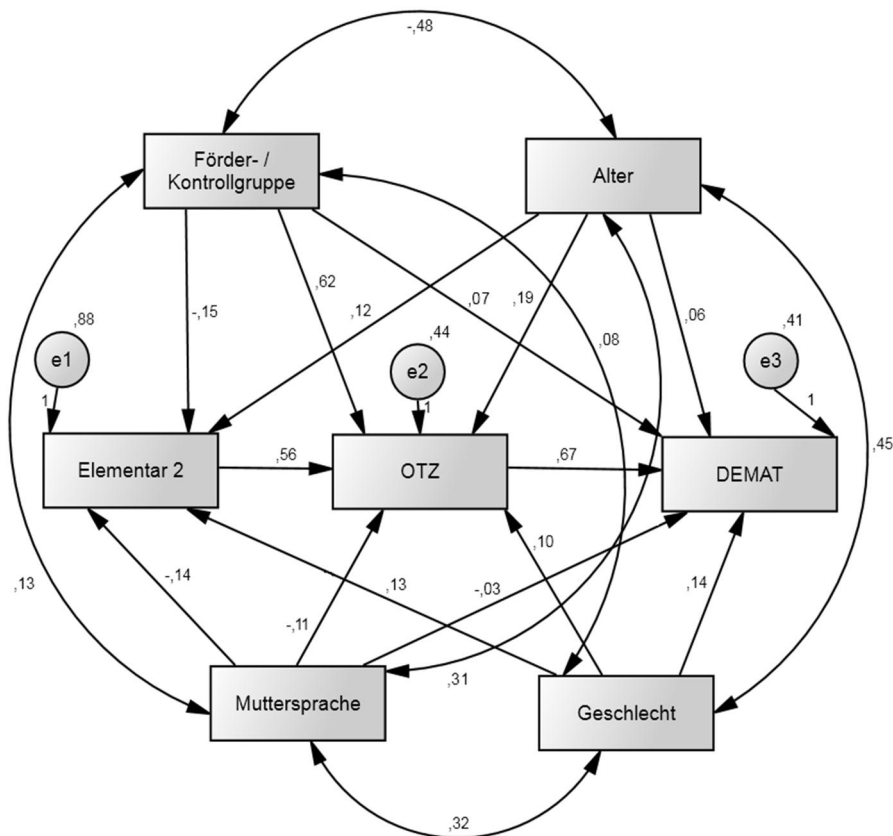 -,48
Förder- /
Kontrollgruppe
Alter
,88
-,15
,62
,12
,44
,07
,19
,08
,06
,41
e1
e2
e3
1
1
1
,45
Elementar 2
,56
OTZ
,67
DEMAT
,13
-,14
-,11
,13
-,03
,10
,14
,31
Muttersprache
Geschlecht
,32